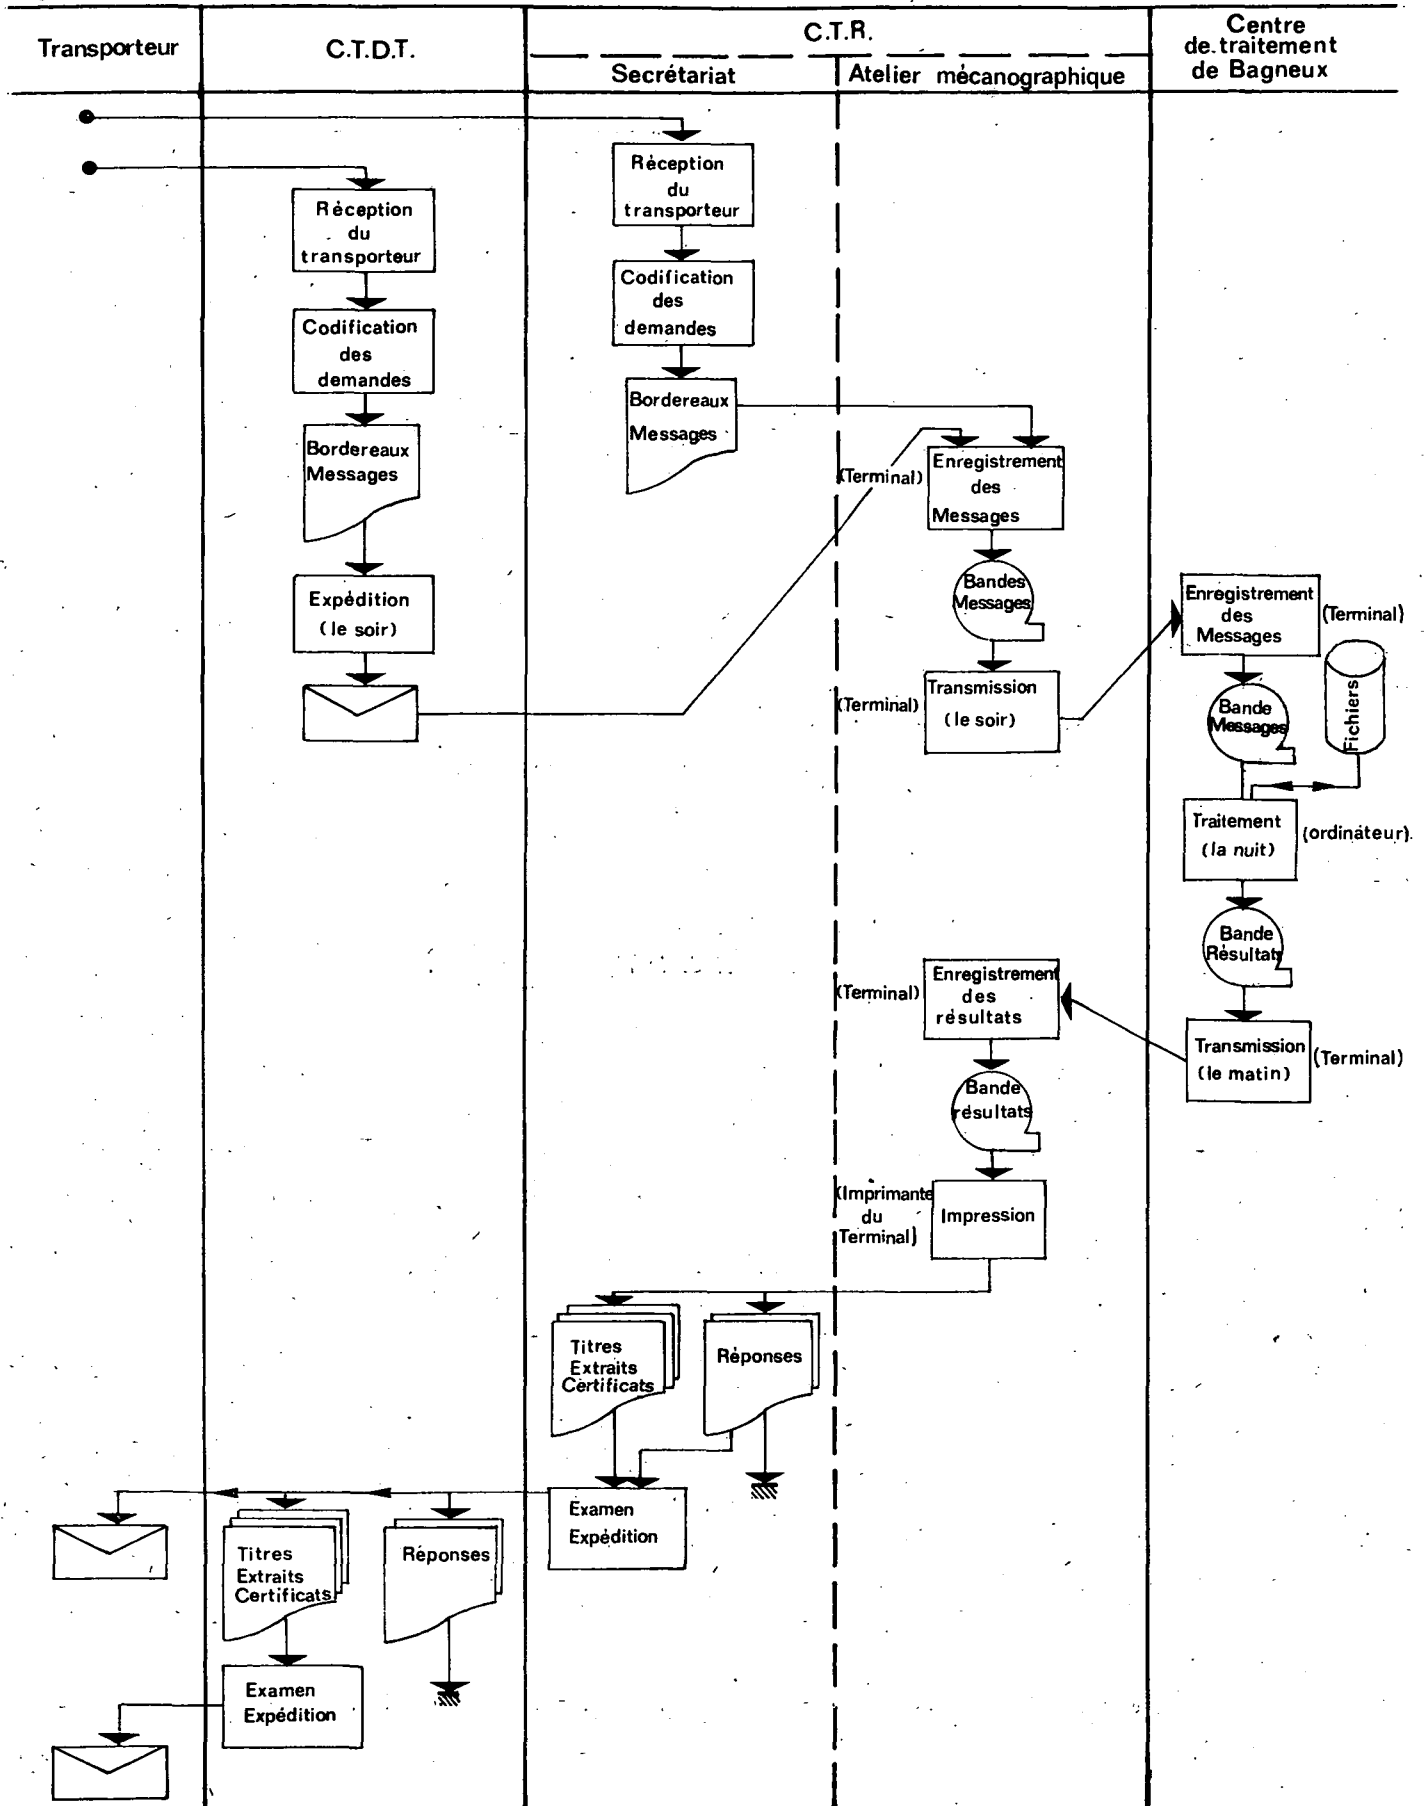 Transporteur
C.T.D.T.
C.T.R.
Secrétariat
Atelier mécanographique
Centre
de traitement
de Bagneux
Réception
du
transporteur
Codification
des
demandes
Bordereaux
Messages
Expédition
(le soir)
Réception
du
transporteur
Codification
des
demandes
Bordereaux
Messages
(Terminal)
Enregistrement
des
Messages
Bandes
Messages
(Terminal)
Transmission
(le soir)
Enregistrement
des
Messages
(Terminal)
Bande
Messages
Fichiers
Traitement
(la nuit)
(ordinateur)
Bande
Résultats
Transmission
(le matin)
(Terminal)
(Terminal)
Enregistrement
des
résultats
Bande
résultats
(Imprimante
du
Terminal)
Impression
Titres
Extraits
Certificats
Réponses
Examen
Expédition
Titres
Extraits
Certificats
Réponses
Examen
Expédition